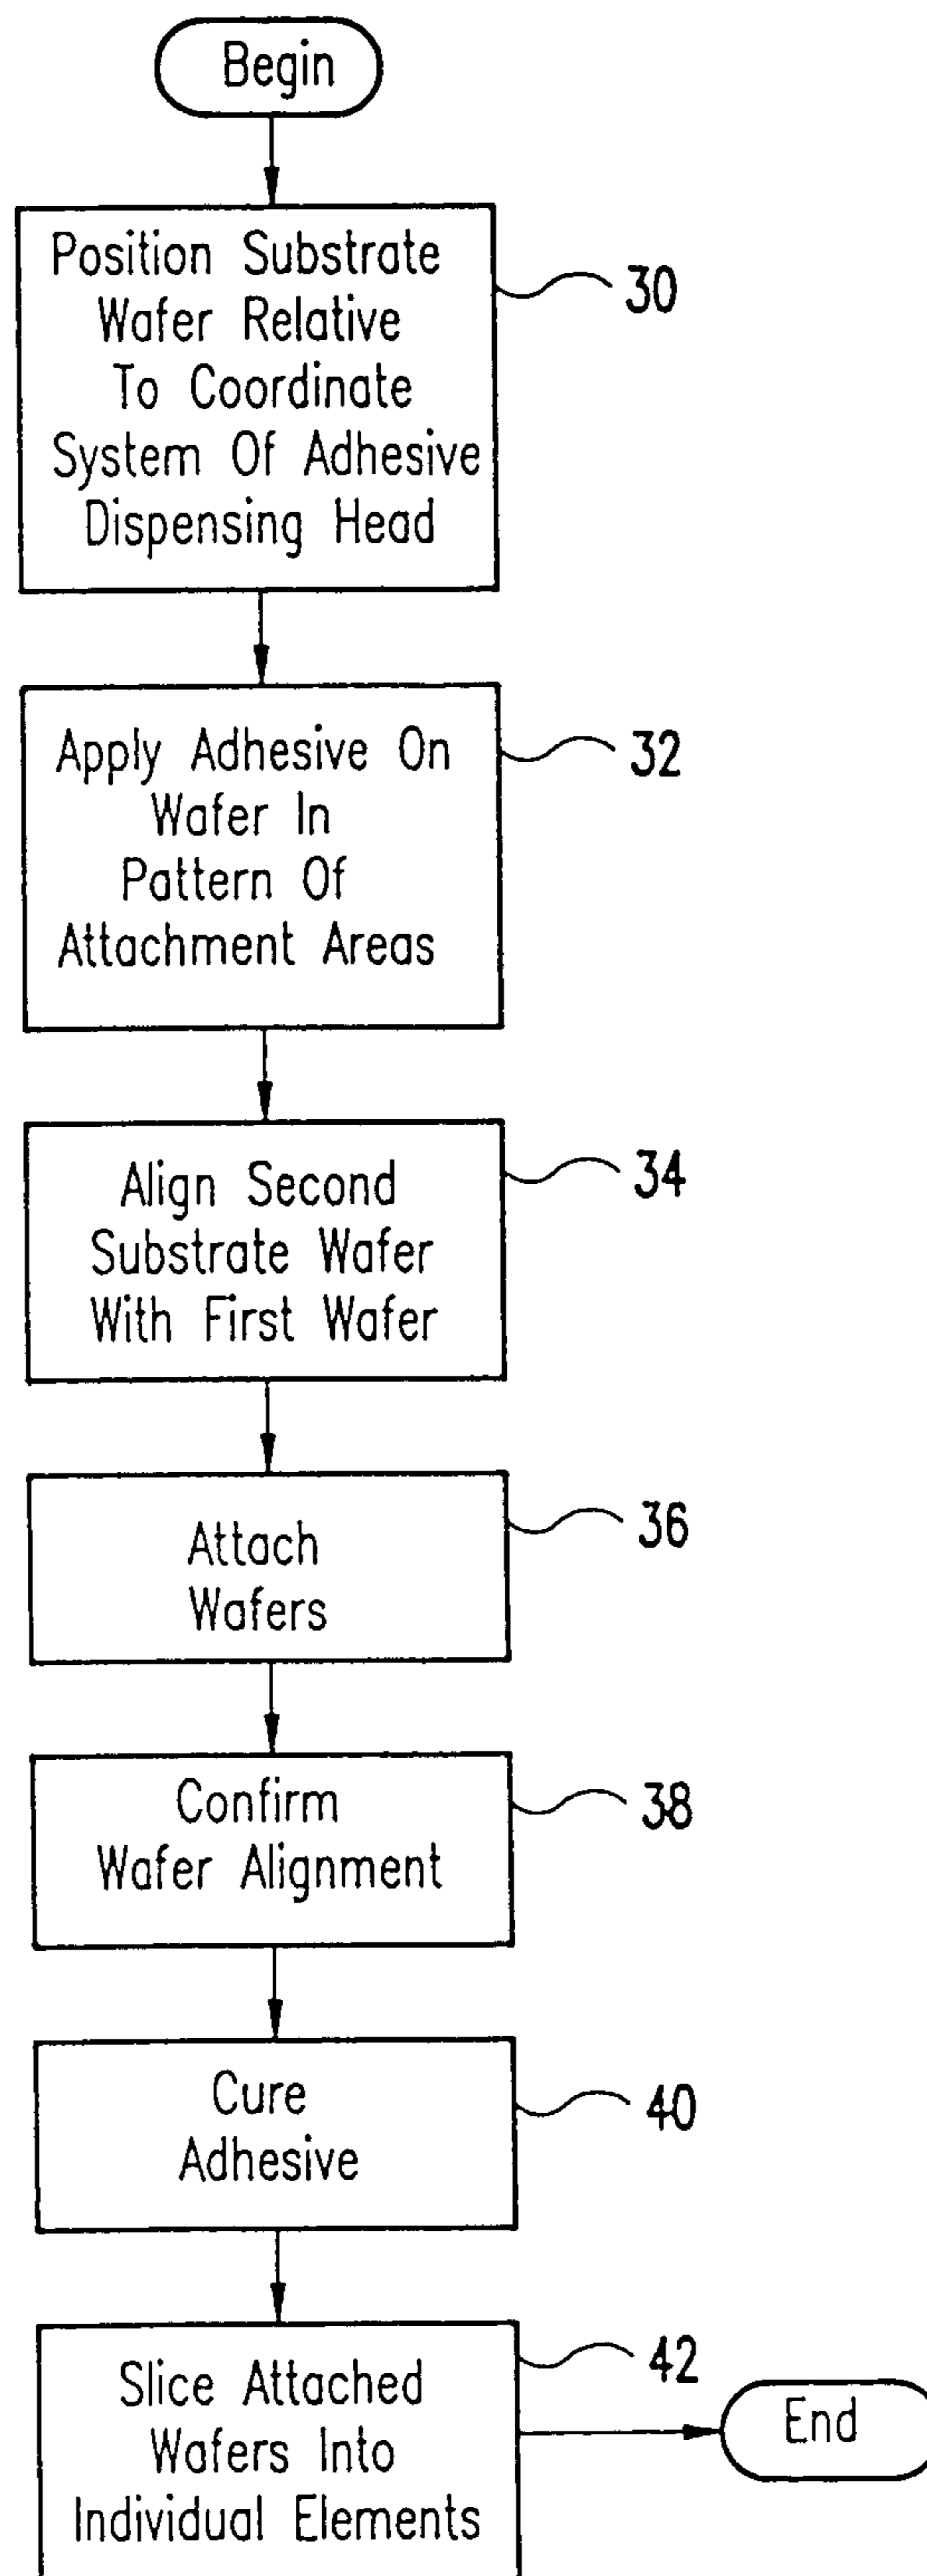 Begin
Position Substrate
Wafer Relative
To Coordinate
System Of Adhesive
Dispensing Head
30
Apply Adhesive On
Wafer In
Pattern Of
Attachment Areas
32
Align Second
Substrate Wafer
With First Wafer
34
Attach
Wafers
36
Confirm
Wafer Alignment
38
Cure
Adhesive
40
Slice Attached
Wafers Into
Individual Elements
42
End